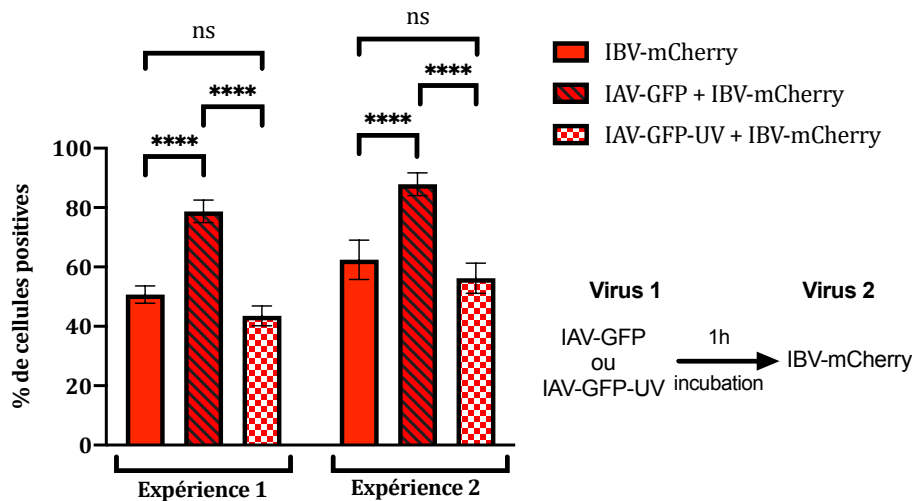 ns
ns
****
****
****
****
IBV-mCherry
IAV-GFP + IBV-mCherry
IAV-GFP-UV + IBV-mCherry
% de cellules positives
100
80
60
40
20
0
Expérience 1
Expérience 2
Virus 1
Virus 2
IAV-GFP
ou
IAV-GFP-UV
1h
incubation
IBV-mCherry